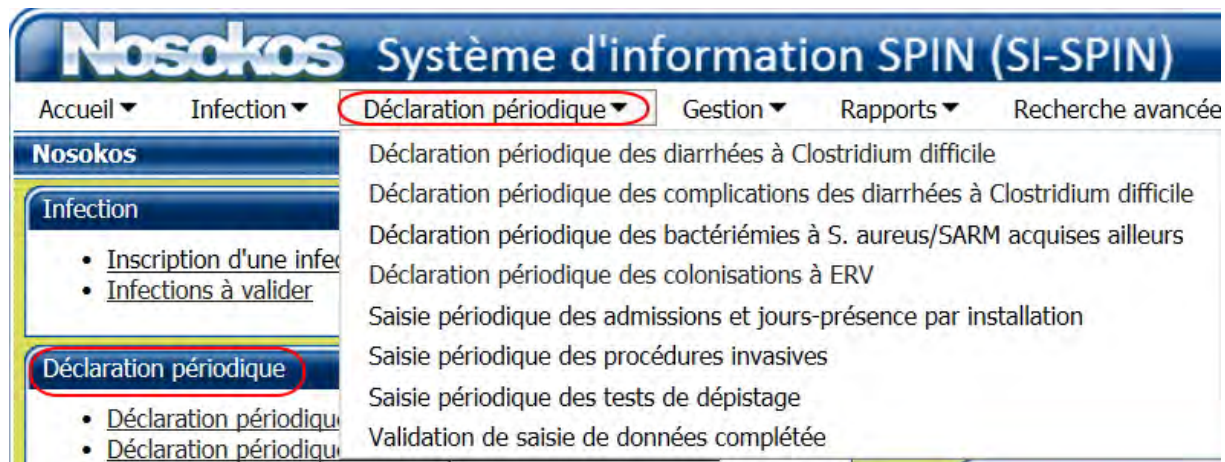 Nosokos Système d'information SPIN (SI-SPIN)
Accueil Infection Déclaration périodique Gestion Rapports Recherche avancée
Nosokos
Infection
• Inscription d'une
• Infections à valider
Déclaration périodique
• Déclaration
• Déclaration
Déclaration périodique des diarrhées à Clostridium difficile
Déclaration périodique des complications des diarrhées à Clostridium difficile
Déclaration périodique des bactériémies à S. aureus/SARM acquises ailleurs
Déclaration périodique des colonisations à ERV
Saisie périodique des admissions et jours-présence par installation
Saisie périodique des procédures invasives
Saisie périodique des tests de dépistage
Validation de saisie de données complétée